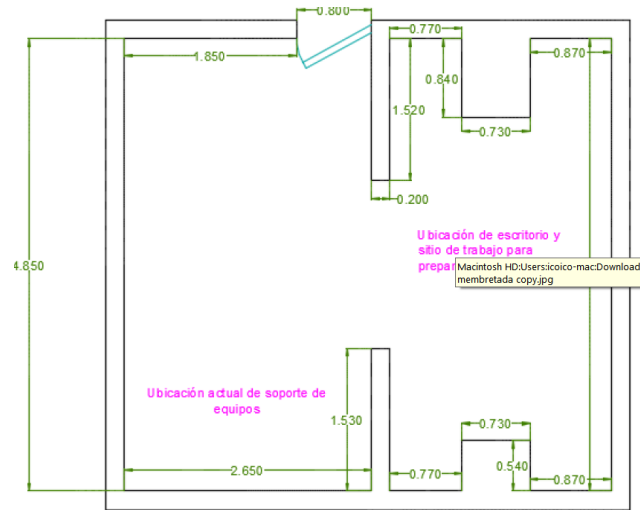 0.800
0.770
1.850
0.840
0.870
1.520
0.730
0.200
Ubicación de escritorio y
sitio de trabajo para
prepar
Macintosh HD:Users:icoico-mac:Download
membretada copy.jpg
4.850
Ubicación actual de soporte de
equipos
1.530
0.730
2.650
0.770
0.540
0.870